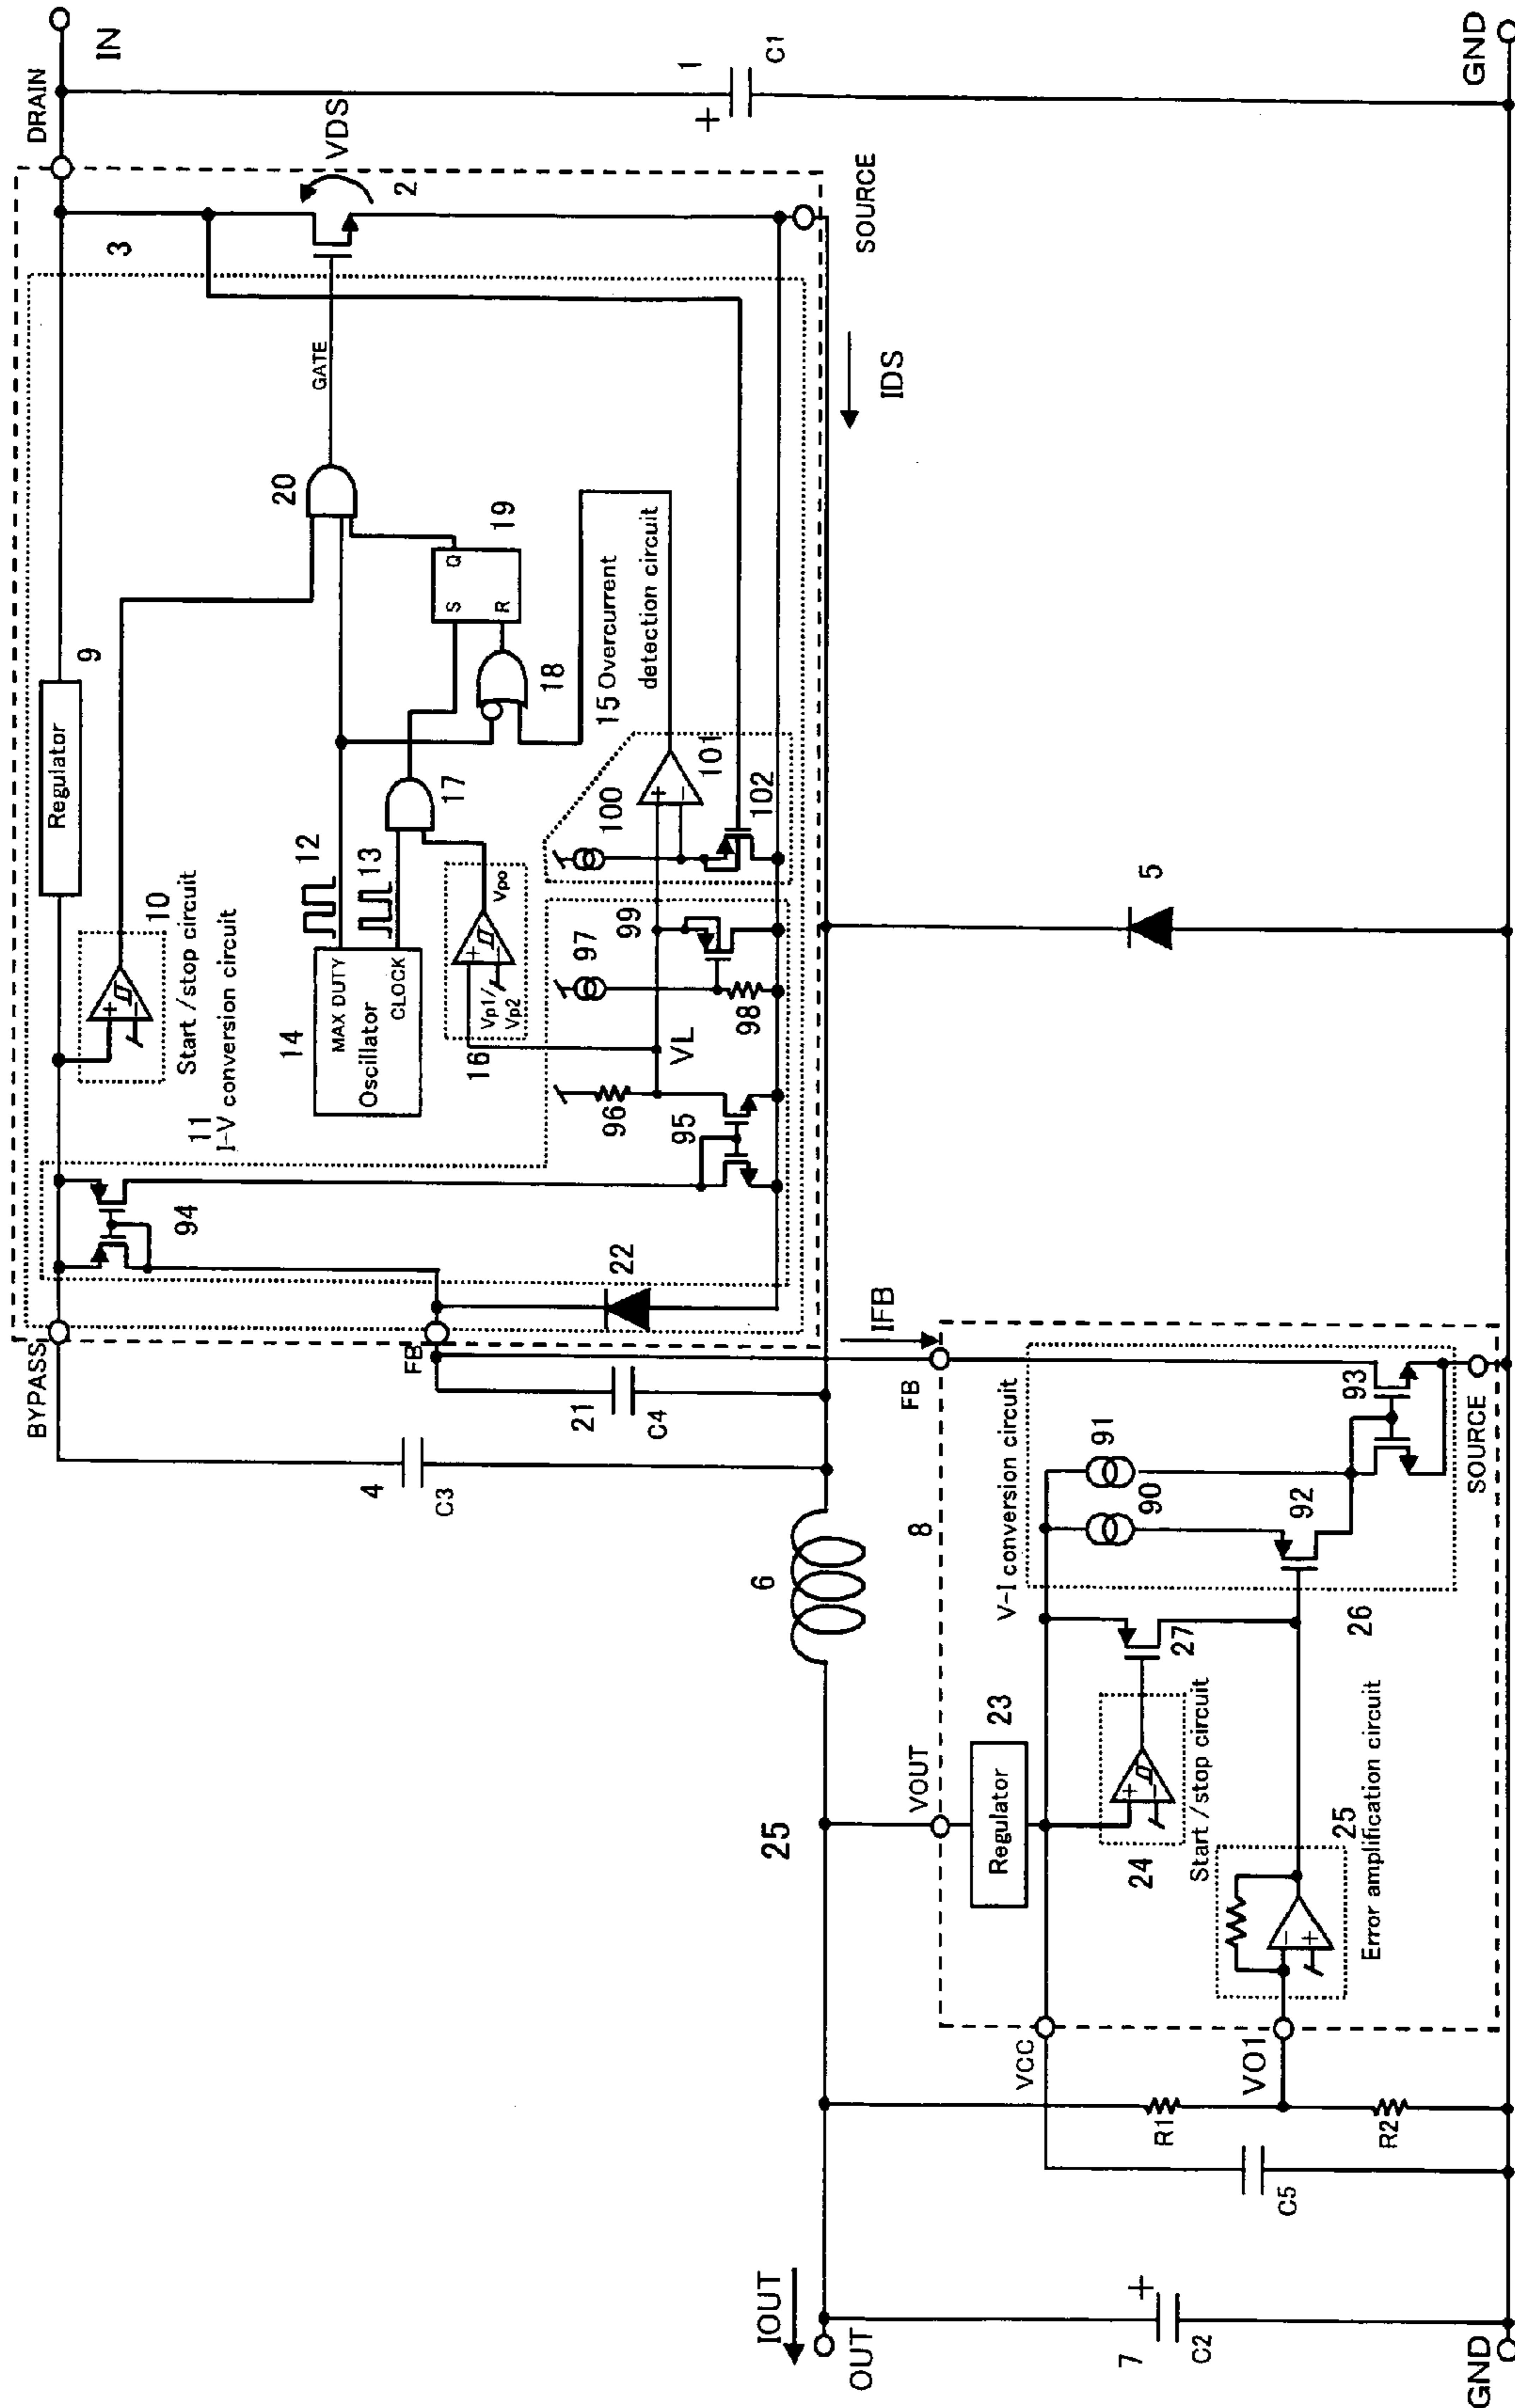 IN
DRAIN
1
C1
+
GND
VDS
2
3
SOURCE
IDS
GATE
20
19
S
Q
R
18
9
Regulator
10
Start/stop circuit
11
I-V conversion circuit
12
13
14
MAX DUTY
Oscillator
CLOCK
17
16
+
-
Vp1/
Vp2
Vpo
15 Overcurrent
detection circuit
100
101
+
-
102
97
98
99
VL
96
95
94
22
BYPASS
FB
21
C4
4
C3
5
6
IFB
FB
8
V-I conversion circuit
91
90
92
93
SOURCE
26
27
25
VOUT
23
Regulator
24
Start/stop circuit
+
-
25
Error amplification circuit
-
+
VCC
VO1
R1
R2
C5
IOUT
OUT
7
+
C2
GND